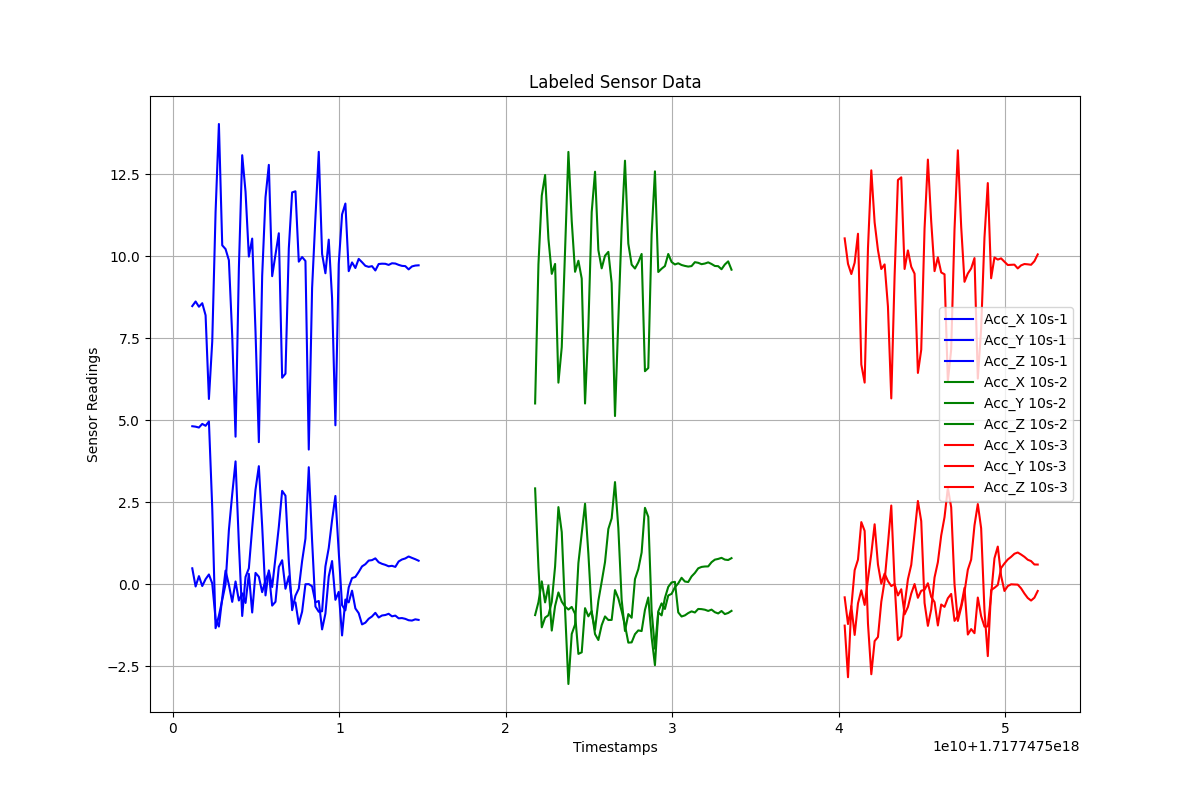 Labeled Sensor Data
Sensor Readings
12.5
10.0
7.5
5.0
2.5
0.0
−2.5
Acc_X 10s-1
Acc_Y 10s-1
Acc_Z 10s-1
Acc_X 10s-2
Acc_Y 10s-2
Acc_Z 10s-2
Acc_X 10s-3
Acc_Y 10s-3
Acc_Z 10s-3
0 1 2 3 4 5
Timestamps
1e10+1.7177475e18